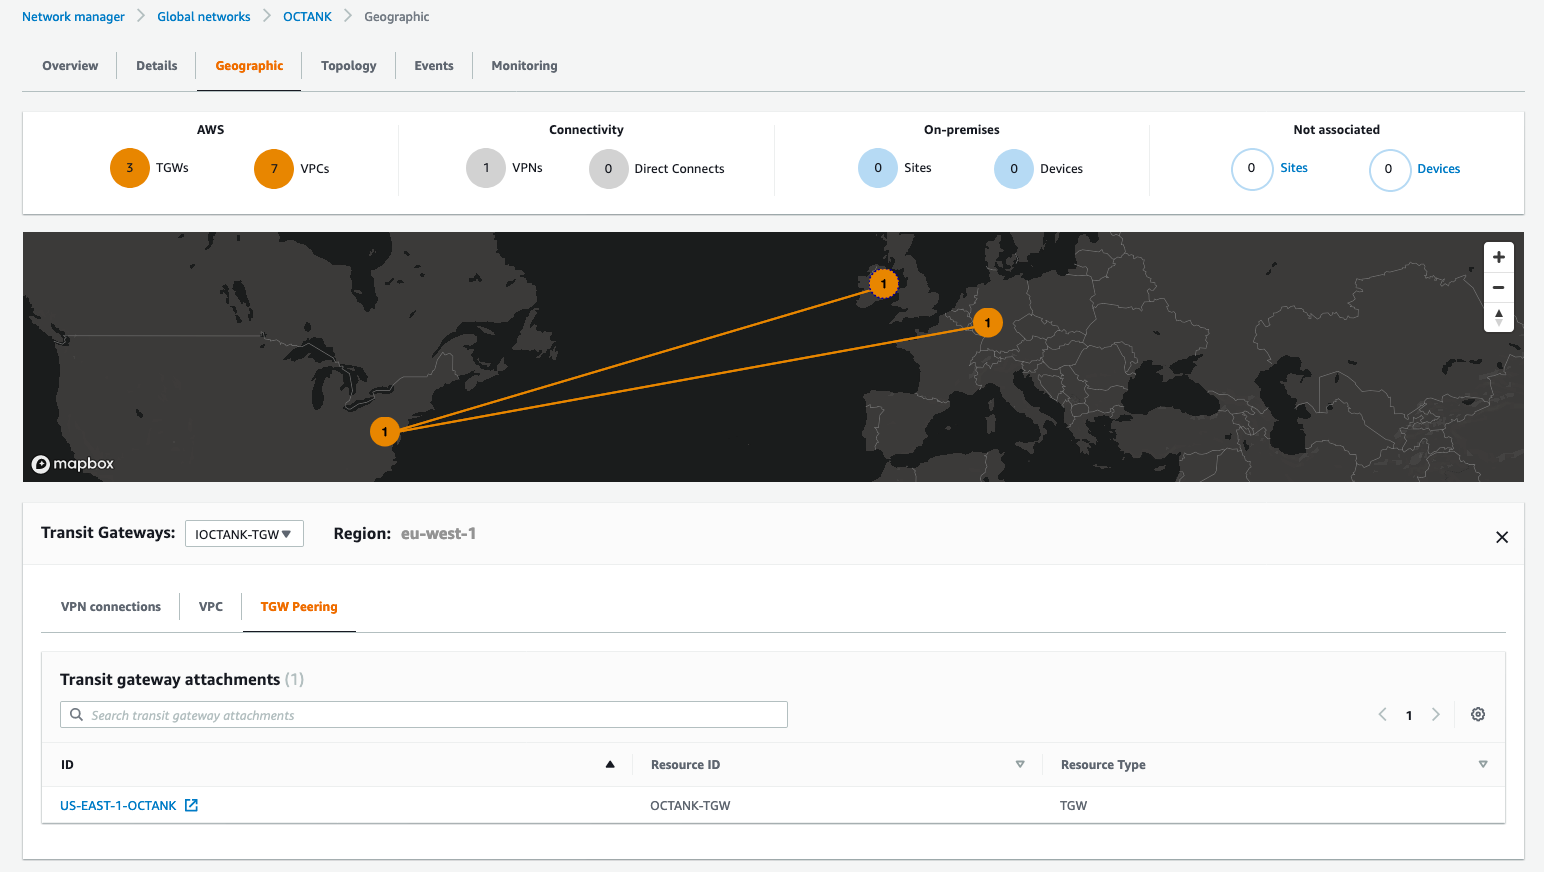 Network manager > Global networks > OCTANK > Geographic
Overview Details Geographic Topology Events Monitoring
AWS Connectivity On-premises Not associated
3 TGWs 7 VPCs 1 VPNs 0 Direct Connects 0 Sites 0 Devices 0 Sites 0 Devices
1
1
1
mapbox
Transit Gateways: IOCTANK-TGW Region: eu-west-1
VPN connections VPC TGW Peering
Transit gateway attachments (1)
Search transit gateway attachments 1
ID Resource ID Resource Type
US-EAST-1-OCTANK OCTANK-TGW TGW